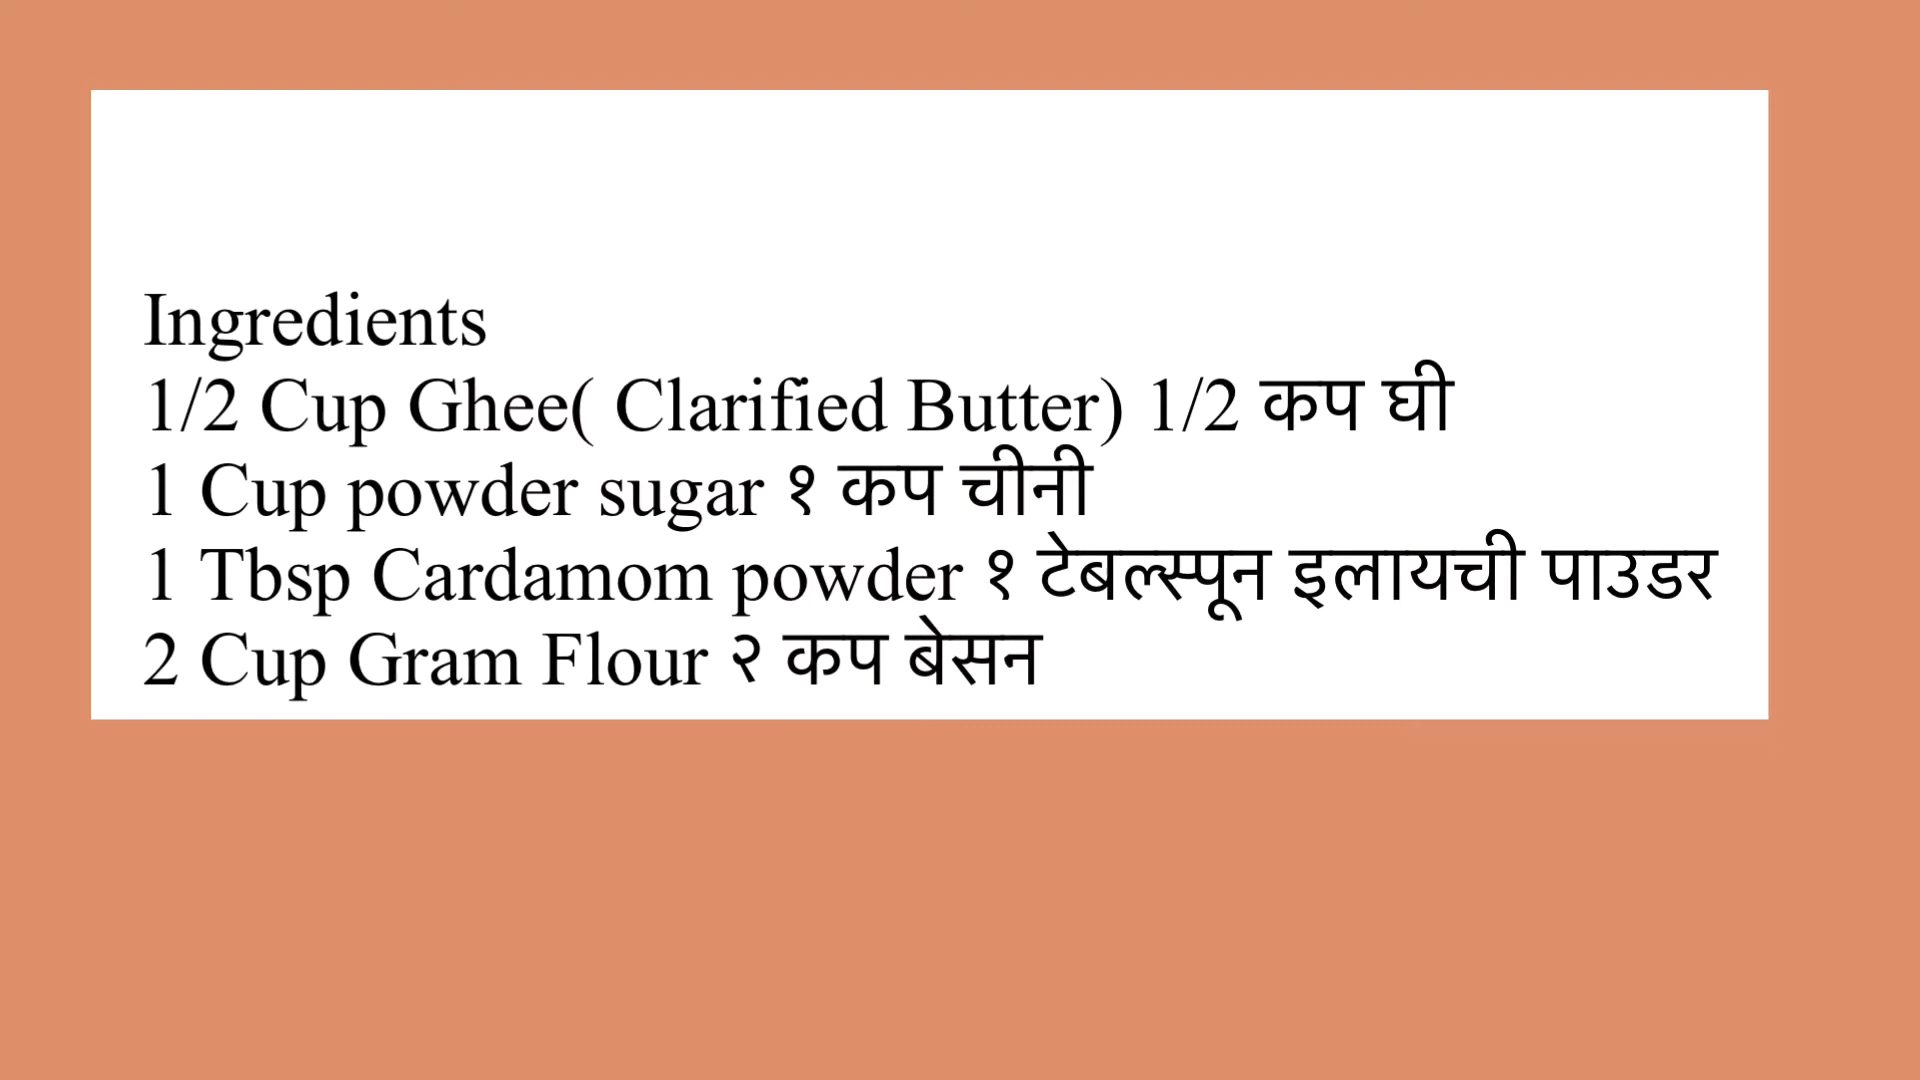 Ingredients
1/2 Cup Ghee( Clarified Butter) 1/2 कप घी
1 Cup powder sugar १ कप चीनी
1 Tbsp Cardamom powder १ टेबल्स्पून इलायची पाउडर
2 Cup Gram Flour २ कप बेसन